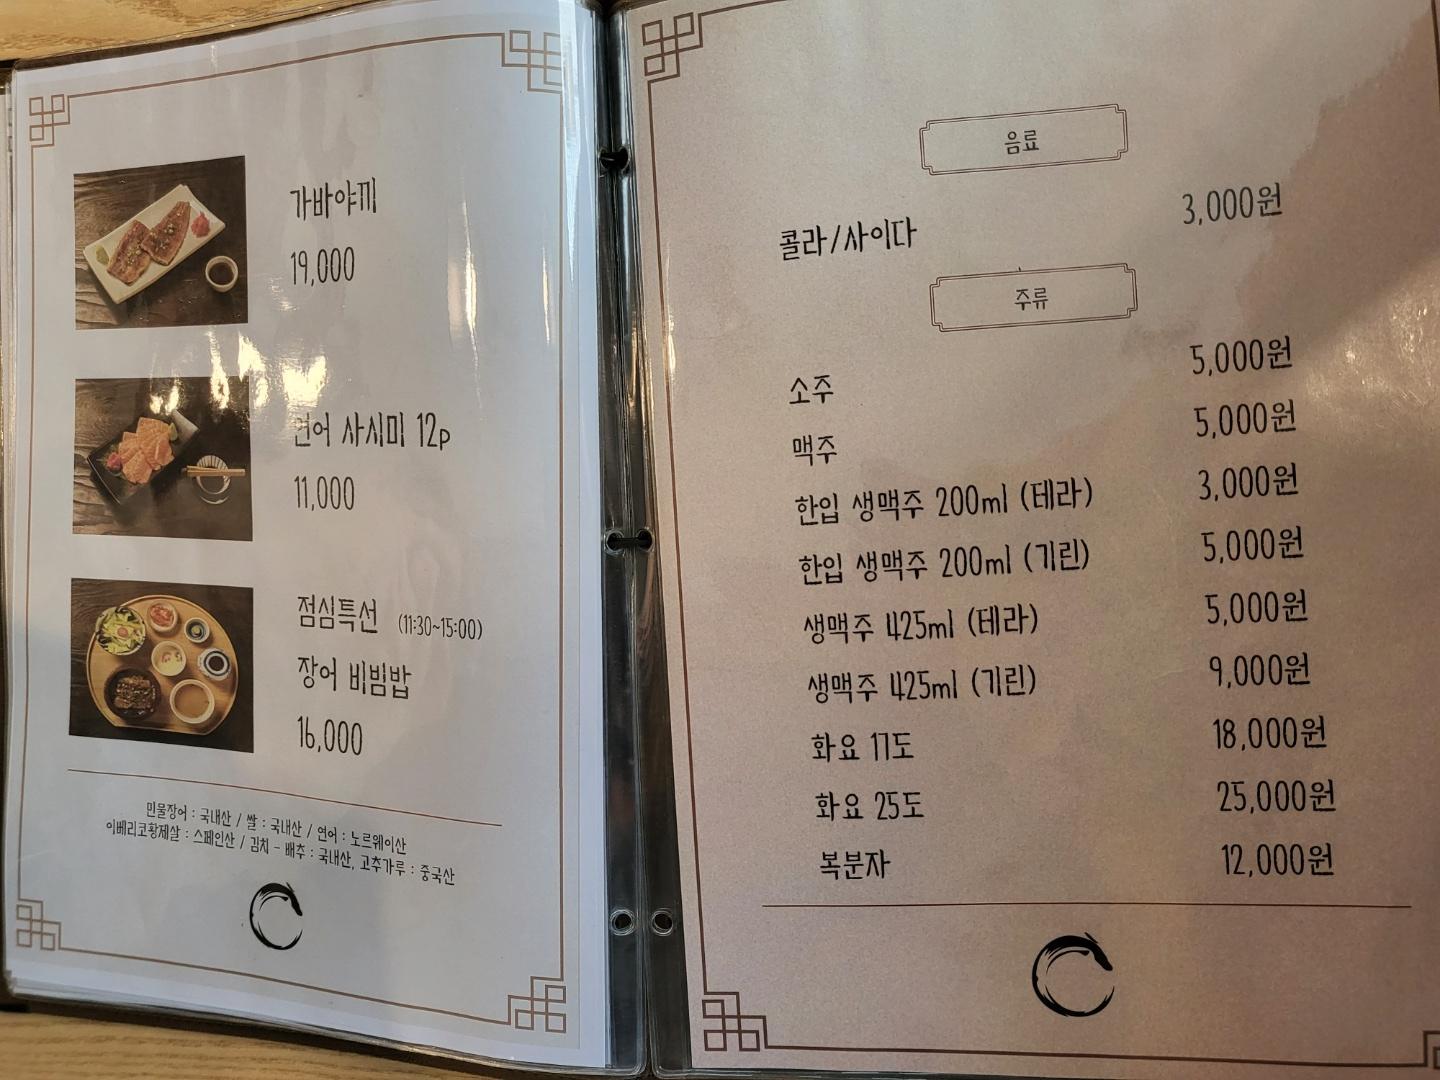 가바야끼
19,000
연어 사시미 12p
11,000
점심특선 (11:30~15:00)
장어 비빔밥
16,000
민물장어 : 국내산 / 쌀 : 국내산 / 연어 : 노르웨이산
이베리코황제살 : 스페인산 / 김치 - 배추 : 국내산, 고추가루 : 중국산
음료
콜라/사이다 3,000원
주류
소주 5,000원
맥주 5,000원
한입 생맥주 200ml (테라) 3,000원
한입 생맥주 200ml (기린) 5,000원
생맥주 425ml (테라) 5,000원
생맥주 425ml (기린) 9,000원
화요 17도 18,000원
화요 25도 25,000원
복분자 12,000원